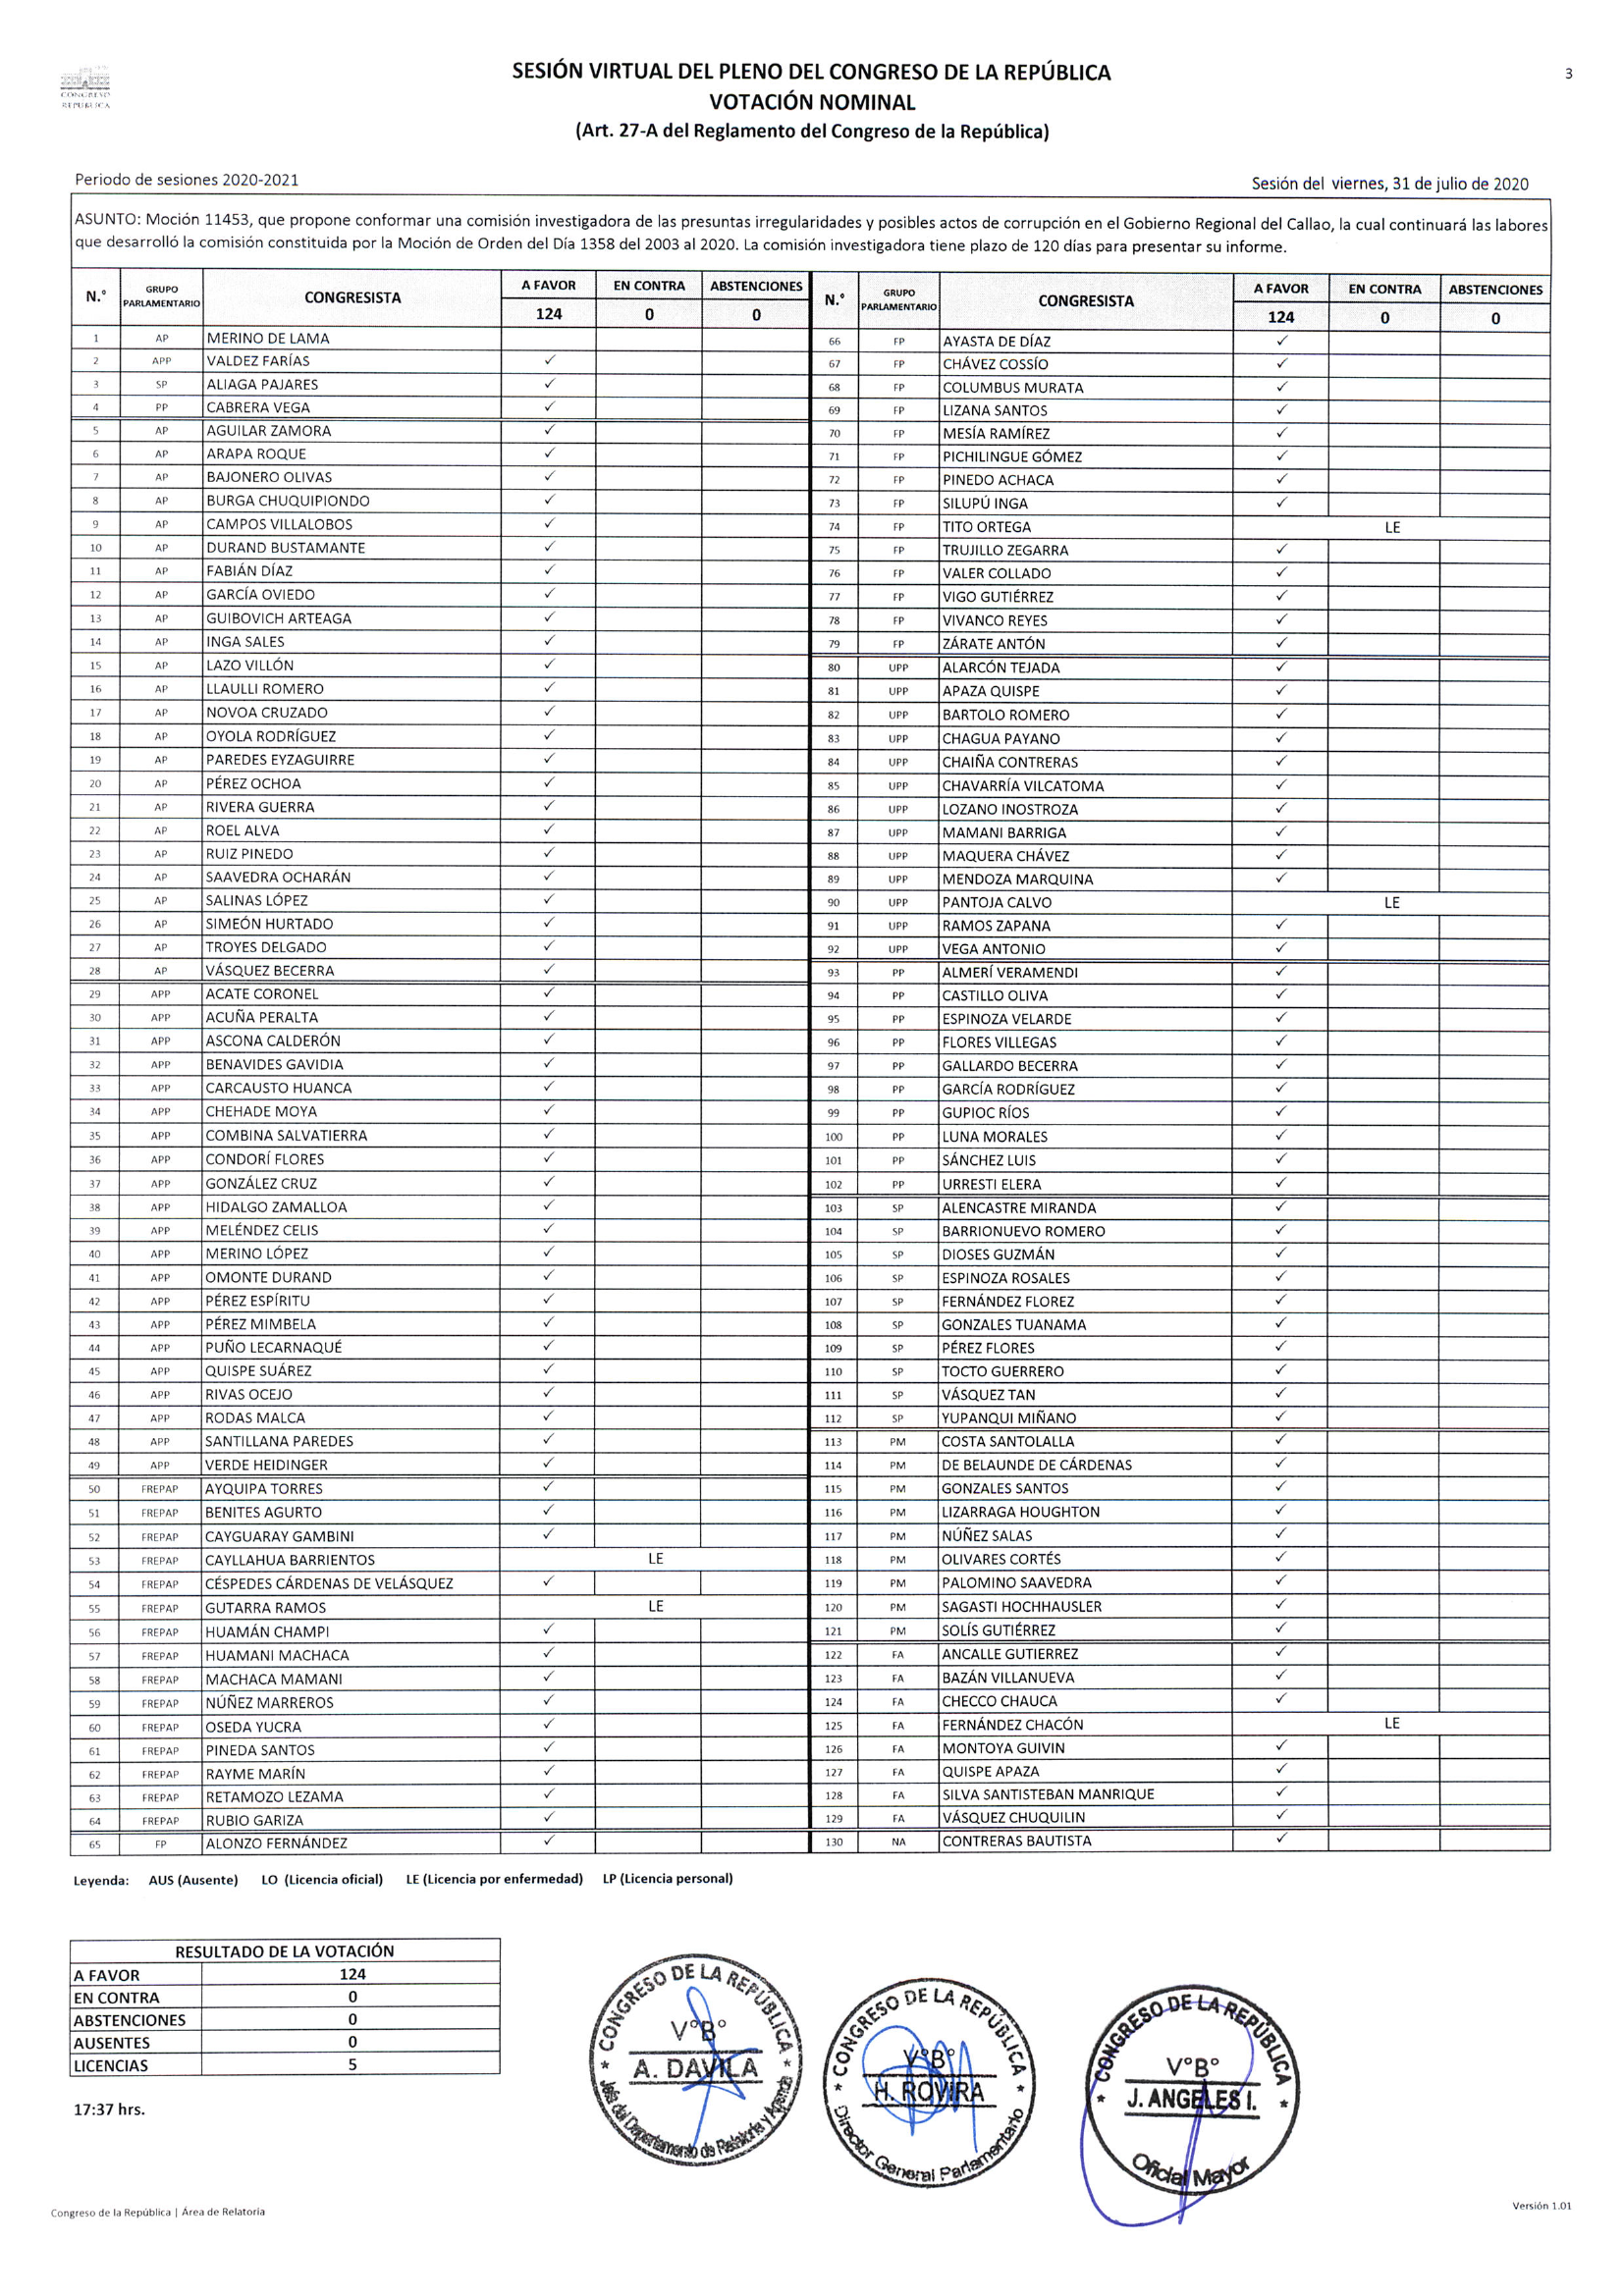 CONGRESO
REPÚBLICA
SESIÓN VIRTUAL DEL PLENO DEL CONGRESO DE LA REPÚBLICA
3
VOTACIÓN NOMINAL
(Art. 27-A del Reglamento del Congreso de la República)
Periodo de sesiones 2020-2021
Sesión del viernes, 31 de julio de 2020
ASUNTO: Moción 11453, que propone conformar una comisión investigadora de las presuntas irregularidades y posibles actos de corrupción en el Gobierno Regional del Callao, la cual continuará las labores
que desarrolló la comisión constituida por la Moción de Orden del Día 1358 del 2003 al 2020. La comisión investigadora tiene plazo de 120 días para presentar su informe.
N.° GRUPO PARLAMENTARIO CONGRESISTA A FAVOR EN CONTRA ABSTENCIONES
124 0 0
1 AP MERINO DE LAMA
2 APP VALDEZ FARÍAS ✓
3 SP ALIAGA PAJARES ✓
4 PP CABRERA VEGA ✓
5 AP AGUILAR ZAMORA ✓
6 AP ARAPA ROQUE ✓
7 AP BAJONERO OLIVAS ✓
8 AP BURGA CHUQUIPIONDO ✓
9 AP CAMPOS VILLALOBOS ✓
10 AP DURAND BUSTAMANTE ✓
11 AP FABIÁN DÍAZ ✓
12 AP GARCÍA OVIEDO ✓
13 AP GUIBOVICH ARTEAGA ✓
14 AP INGA SALES ✓
15 AP LAZO VILLÓN ✓
16 AP LLAULLI ROMERO ✓
17 AP NOVOA CRUZADO ✓
18 AP OYOLA RODRÍGUEZ ✓
19 AP PAREDES EYZAGUIRRE ✓
20 AP PÉREZ OCHOA ✓
21 AP RIVERA GUERRA ✓
22 AP ROEL ALVA ✓
23 AP RUIZ PINEDO ✓
24 AP SAAVEDRA OCHARÁN ✓
25 AP SALINAS LÓPEZ ✓
26 AP SIMEÓN HURTADO ✓
27 AP TROYES DELGADO ✓
28 AP VÁSQUEZ BECERRA ✓
29 APP ACATE CORONEL ✓
30 APP ACUÑA PERALTA ✓
31 APP ASCONA CALDERÓN ✓
32 APP BENAVIDES GAVIDIA ✓
33 APP CARCAUSTO HUANCA ✓
34 APP CHEHADE MOYA ✓
35 APP COMBINA SALVATIERRA ✓
36 APP CONDORÍ FLORES ✓
37 APP GONZÁLEZ CRUZ ✓
38 APP HIDALGO ZAMALLOA ✓
39 APP MELÉNDEZ CELIS ✓
40 APP MERINO LÓPEZ ✓
41 APP OMONTE DURAND ✓
42 APP PÉREZ ESPÍRITU ✓
43 APP PÉREZ MIMBELA ✓
44 APP PUÑO LECARNAQUÉ ✓
45 APP QUISPE SUÁREZ ✓
46 APP RIVAS OCEJO ✓
47 APP RODAS MALCA ✓
48 APP SANTILLANA PAREDES ✓
49 APP VERDE HEIDINGER ✓
50 FREPAP AYQUIPA TORRES ✓
51 FREPAP BENITES AGURTO ✓
52 FREPAP CAYGUARAY GAMBINI ✓
53 FREPAP CAYLLAHUA BARRIENTOS LE
54 FREPAP CÉSPEDES CÁRDENAS DE VELÁSQUEZ ✓
55 FREPAP GUTARRA RAMOS LE
56 FREPAP HUAMÁN CHAMPI ✓
57 FREPAP HUAMANI MACHACA ✓
58 FREPAP MACHACA MAMANI ✓
59 FREPAP NÚÑEZ MARREROS ✓
60 FREPAP OSEDA YUCRA ✓
61 FREPAP PINEDA SANTOS ✓
62 FREPAP RAYME MARÍN ✓
63 FREPAP RETAMOZO LEZAMA ✓
64 FREPAP RUBIO GARIZA ✓
65 FP ALONZO FERNÁNDEZ ✓
N.° GRUPO PARLAMENTARIO CONGRESISTA A FAVOR EN CONTRA ABSTENCIONES
124 0 0
66 FP AYASTA DE DÍAZ ✓
67 FP CHÁVEZ COSSÍO ✓
68 FP COLUMBUS MURATA ✓
69 FP LIZANA SANTOS ✓
70 FP MESÍA RAMÍREZ ✓
71 FP PICHILINGUE GÓMEZ ✓
72 FP PINEDO ACHACA ✓
73 FP SILUPÚ INGA ✓
74 FP TITO ORTEGA LE
75 FP TRUJILLO ZEGARRA ✓
76 FP VALER COLLADO ✓
77 FP VIGO GUTIÉRREZ ✓
78 FP VIVANCO REYES ✓
79 FP ZÁRATE ANTÓN ✓
80 UPP ALARCÓN TEJADA ✓
81 UPP APAZA QUISPE ✓
82 UPP BARTOLO ROMERO ✓
83 UPP CHAGUA PAYANO ✓
84 UPP CHAIÑA CONTRERAS ✓
85 UPP CHAVARRÍA VILCATOMA ✓
86 UPP LOZANO INOSTROZA ✓
87 UPP MAMANI BARRIGA ✓
88 UPP MAQUERA CHÁVEZ ✓
89 UPP MENDOZA MARQUINA ✓
90 UPP PANTOJA CALVO LE
91 UPP RAMOS ZAPANA ✓
92 UPP VEGA ANTONIO ✓
93 PP ALMERÍ VERAMENDI ✓
94 PP CASTILLO OLIVA ✓
95 PP ESPINOZA VELARDE ✓
96 PP FLORES VILLEGAS ✓
97 PP GALLARDO BECERRA ✓
98 PP GARCÍA RODRÍGUEZ ✓
99 PP GUPIOC RÍOS ✓
100 PP LUNA MORALES ✓
101 PP SÁNCHEZ LUIS ✓
102 PP URRESTI ELERA ✓
103 SP ALENCASTRE MIRANDA ✓
104 SP BARRIONUEVO ROMERO ✓
105 SP DIOSES GUZMÁN ✓
106 SP ESPINOZA ROSALES ✓
107 SP FERNÁNDEZ FLOREZ ✓
108 SP GONZALES TUANAMA ✓
109 SP PÉREZ FLORES ✓
110 SP TOCTO GUERRERO ✓
111 SP VÁSQUEZ TAN ✓
112 SP YUPANQUI MIÑANO ✓
113 PM COSTA SANTOLALLA ✓
114 PM DE BELAUNDE DE CÁRDENAS ✓
115 PM GONZALES SANTOS ✓
116 PM LIZARRAGA HOUGHTON ✓
117 PM NÚÑEZ SALAS ✓
118 PM OLIVARES CORTÉS ✓
119 PM PALOMINO SAAVEDRA ✓
120 PM SAGASTI HOCHHAUSLER ✓
121 PM SOLÍS GUTIÉRREZ ✓
122 FA ANCALLE GUTIERREZ ✓
123 FA BAZÁN VILLANUEVA ✓
124 FA CHECCO CHAUCA ✓
125 FA FERNÁNDEZ CHACÓN LE
126 FA MONTOYA GUIVIN ✓
127 FA QUISPE APAZA ✓
128 FA SILVA SANTISTEBAN MANRIQUE ✓
129 FA VÁSQUEZ CHUQUILIN ✓
130 NA CONTRERAS BAUTISTA ✓
Leyenda: AUS (Ausente) LO (Licencia oficial) LE (Licencia por enfermedad) LP (Licencia personal)
RESULTADO DE LA VOTACIÓN
A FAVOR 124
EN CONTRA 0
ABSTENCIONES 0
AUSENTES 0
LICENCIAS 5
17:37 hrs.
* CONGRESO DE LA REPÚBLICA *
V°B°
A. DAVILA
Jefa del Departamento de Relatoría y Agenda
* CONGRESO DE LA REPÚBLICA *
V°B°
H. ROVIRA
Director General Parlamentario
* CONGRESO DE LA REPÚBLICA *
V°B°
J. ANGELES I.
Oficial Mayor
Congreso de la República | Área de Relatoría
Versión 1.01